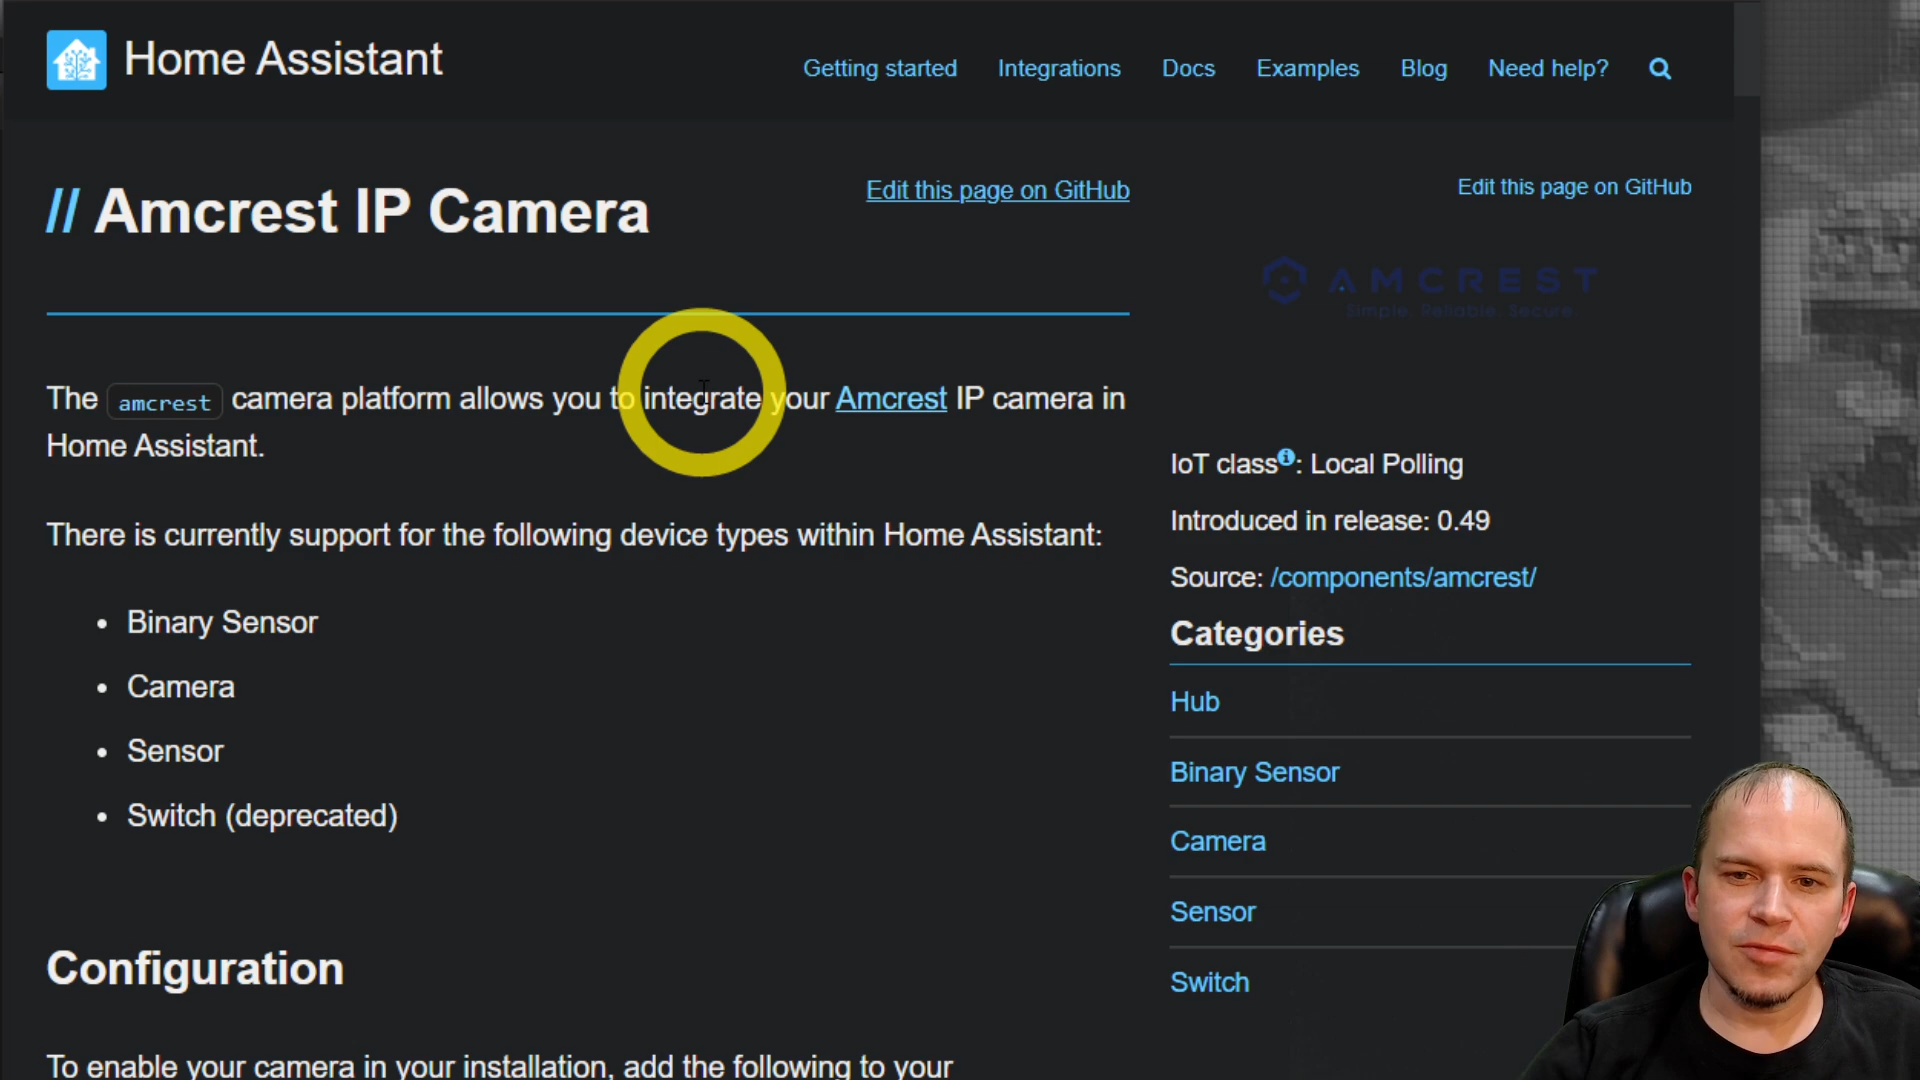 Home Assistant
Getting started Integrations Docs Examples Blog Need help?
// Amcrest IP Camera
Edit this page on GitHub
The amcrest camera platform allows you to integrate your Amcrest IP camera in
Home Assistant.
There is currently support for the following device types within Home Assistant:
• Binary Sensor
• Camera
• Sensor
• Switch (deprecated)
Configuration
To enable your camera in your installation, add the following to your
Edit this page on GitHub
AMCREST
Simple. Reliable. Secure.
IoT class: Local Polling
Introduced in release: 0.49
Source: /components/amcrest/
Categories
Hub
Binary Sensor
Camera
Sensor
Switch